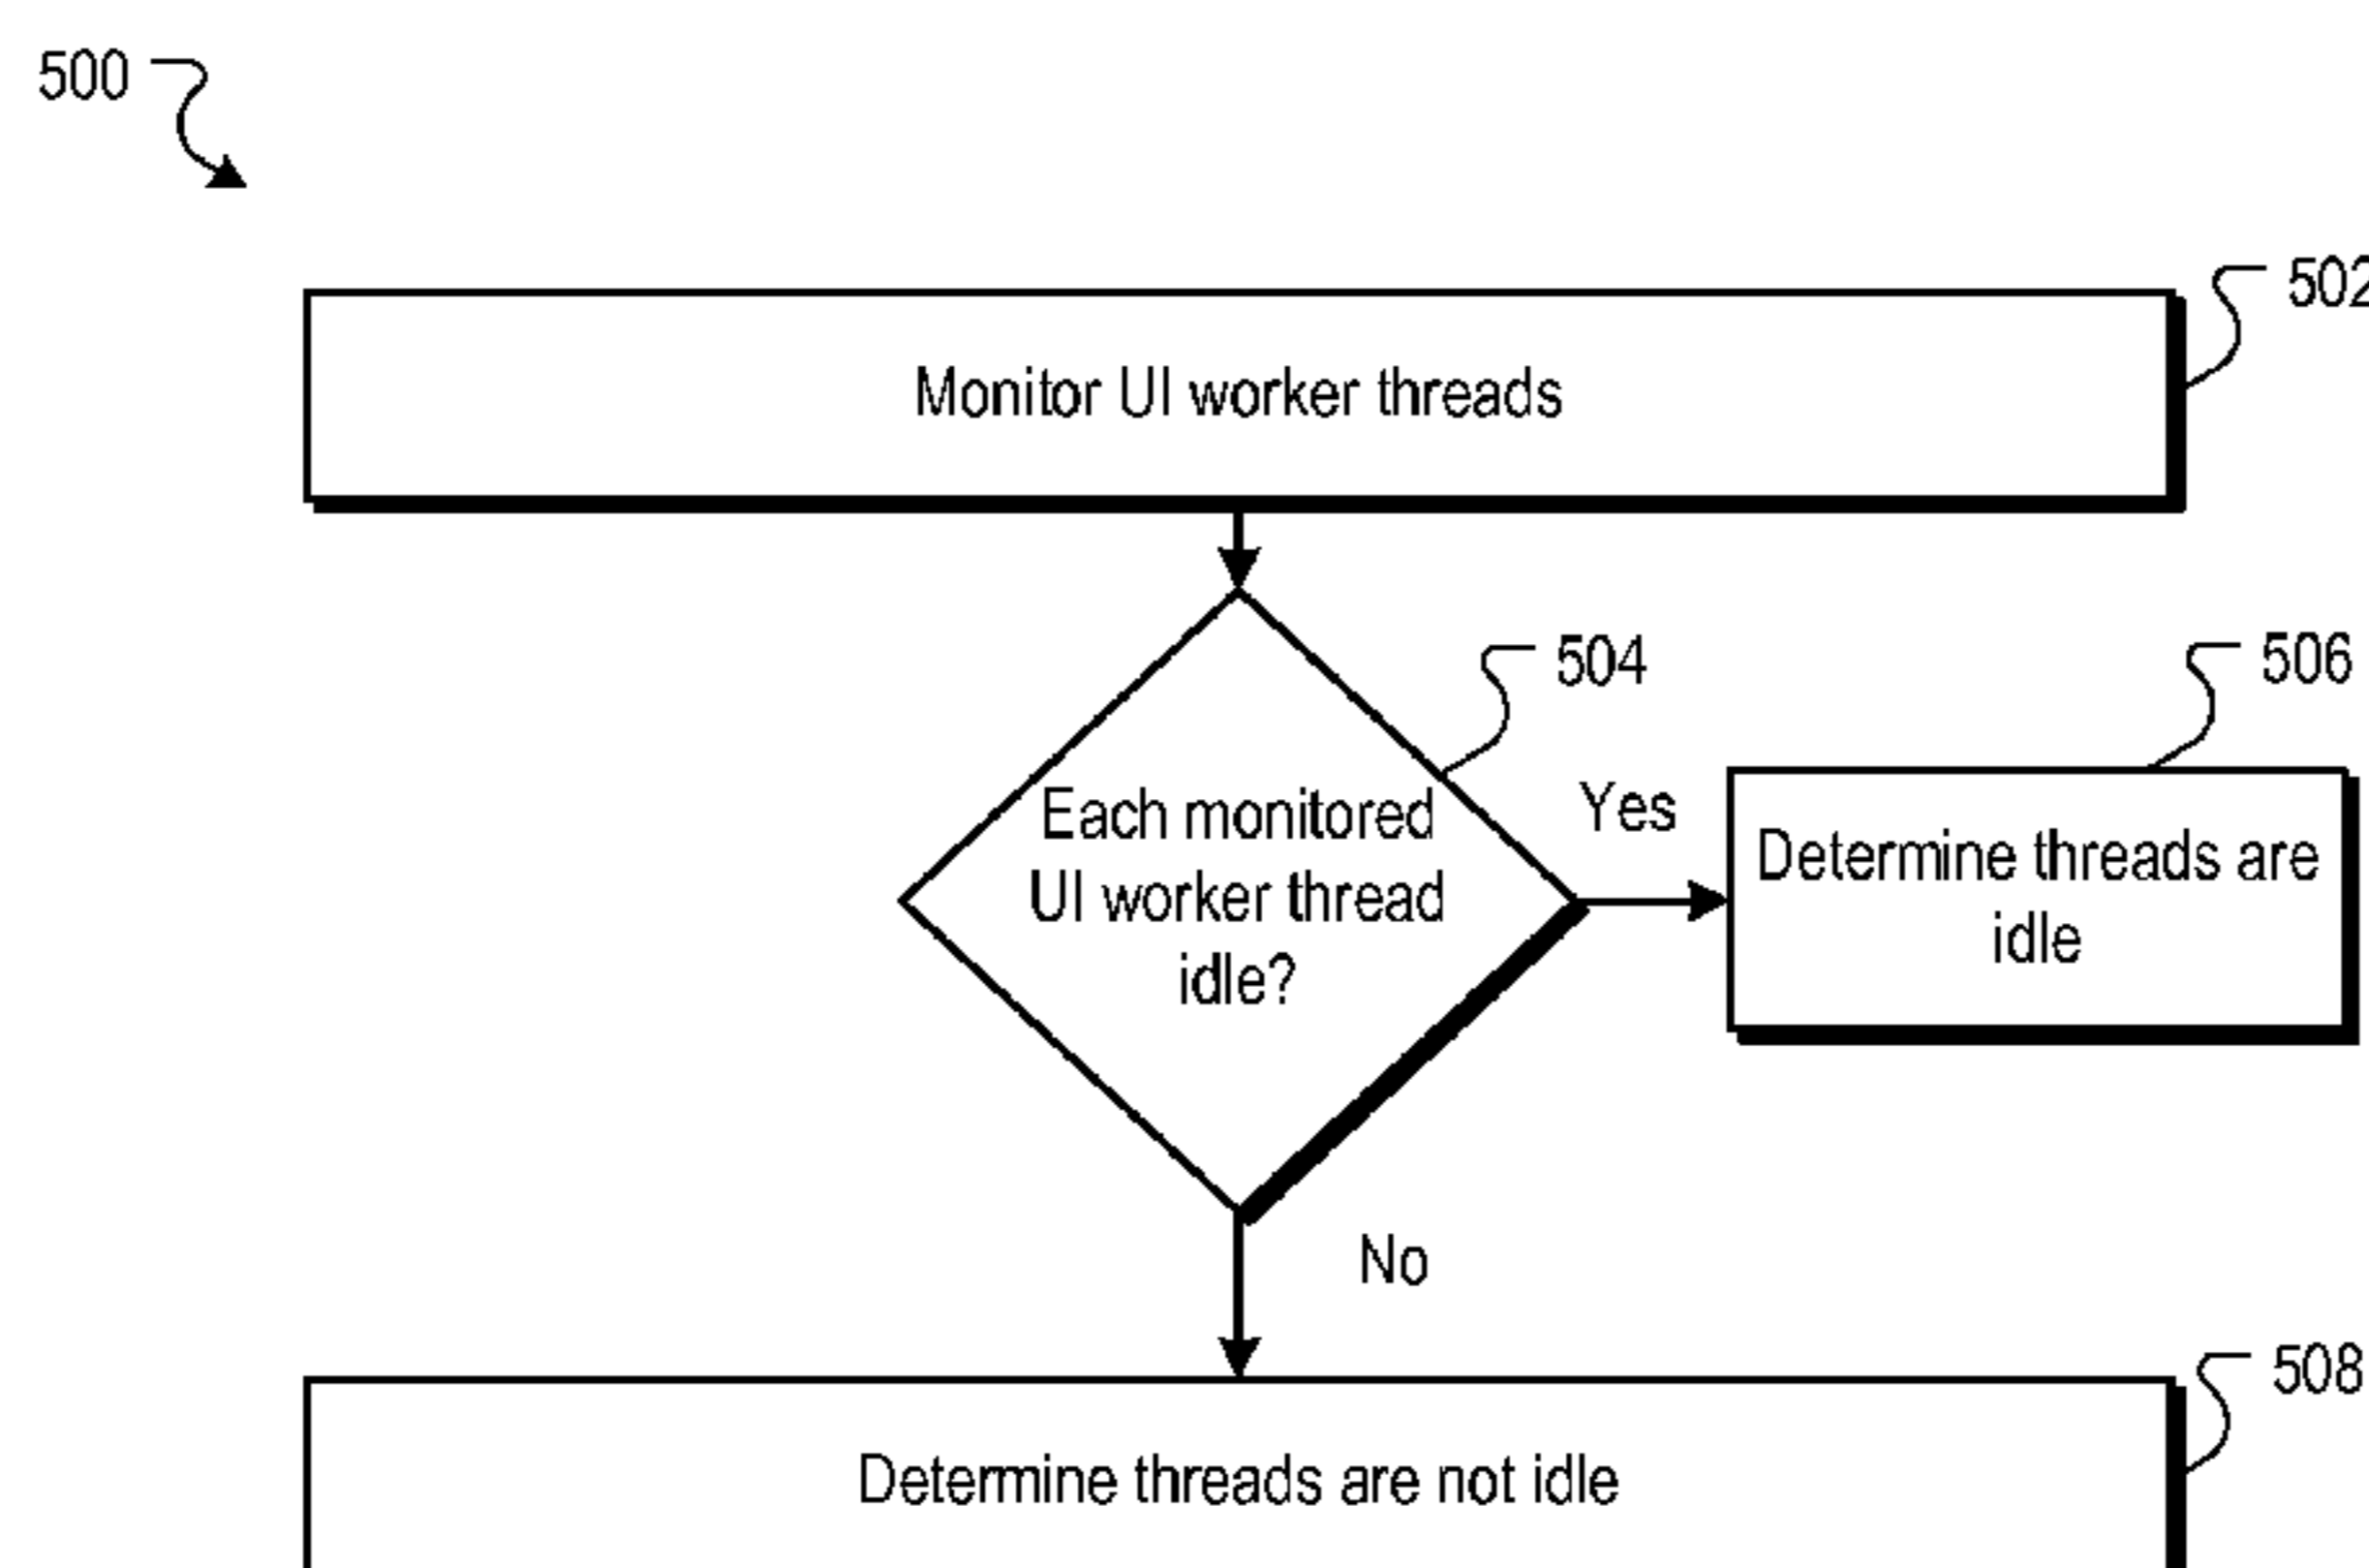 500
502
Monitor UI worker threads
504
506
Each monitored
UI worker thread
idle?
Yes
Determine threads are
idle
No
508
Determine threads are not idle